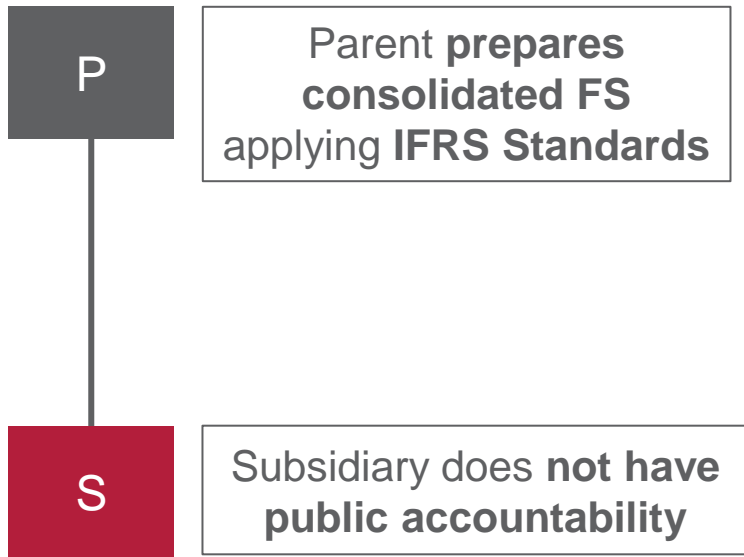 P
Parent prepares
consolidated FS
applying IFRS Standards
S
Subsidiary does not have
public accountability